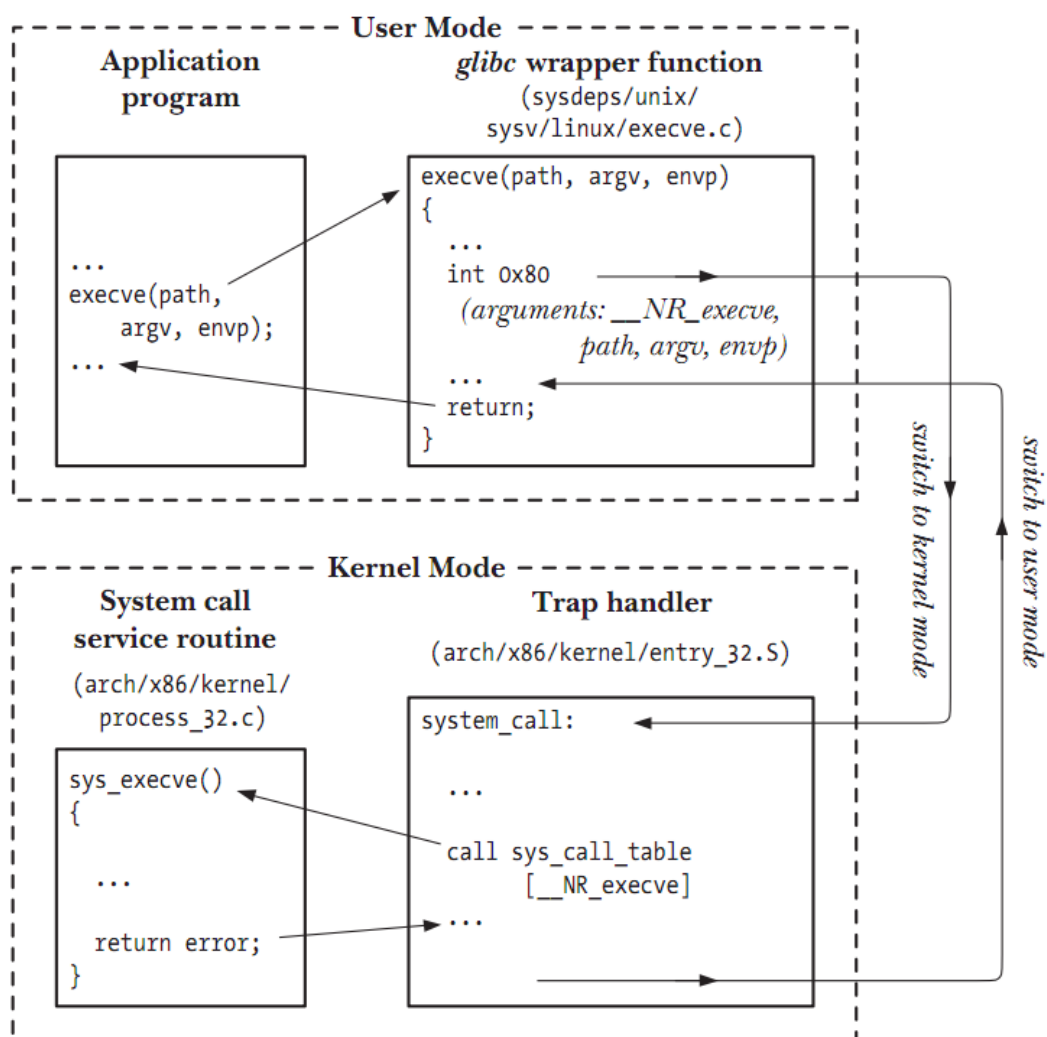 User Mode
Application
program
glibc wrapper function
(sysdeps/unix/
sysv/linux/execve.c)
...
execve(path,
argv, envp);
...
execve(path, argv, envp)
{
...
int 0x80
(arguments: __NR_execve,
path, argv, envp)
...
return;
}
switch to kernel mode
switch to user mode
Kernel Mode
System call
service routine
(arch/x86/kernel/
process_32.c)
Trap handler
(arch/x86/kernel/entry_32.S)
sys_execve()
{
...
return error;
}
system_call:
...
call sys_call_table
[__NR_execve]
...